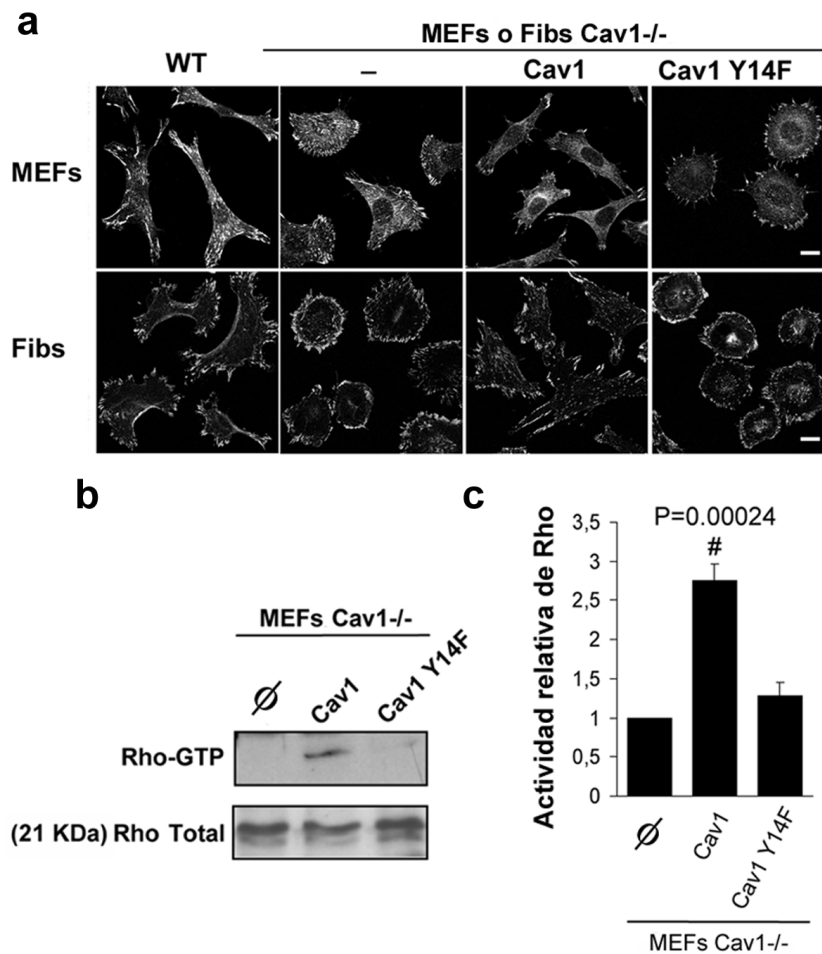 a
MEFs o Fibs Cav1-/-
WT
–
Cav1
Cav1 Y14F
MEFs
Fibs
b
MEFs Cav1-/-
Ø
Cav1
Cav1 Y14F
Rho-GTP
(21 KDa) Rho Total
c
P=0.00024
#
Actividad relativa de Rho
3,5
3
2,5
2
1,5
1
0,5
0
Ø
Cav1
Cav1 Y14F
MEFs Cav1-/-